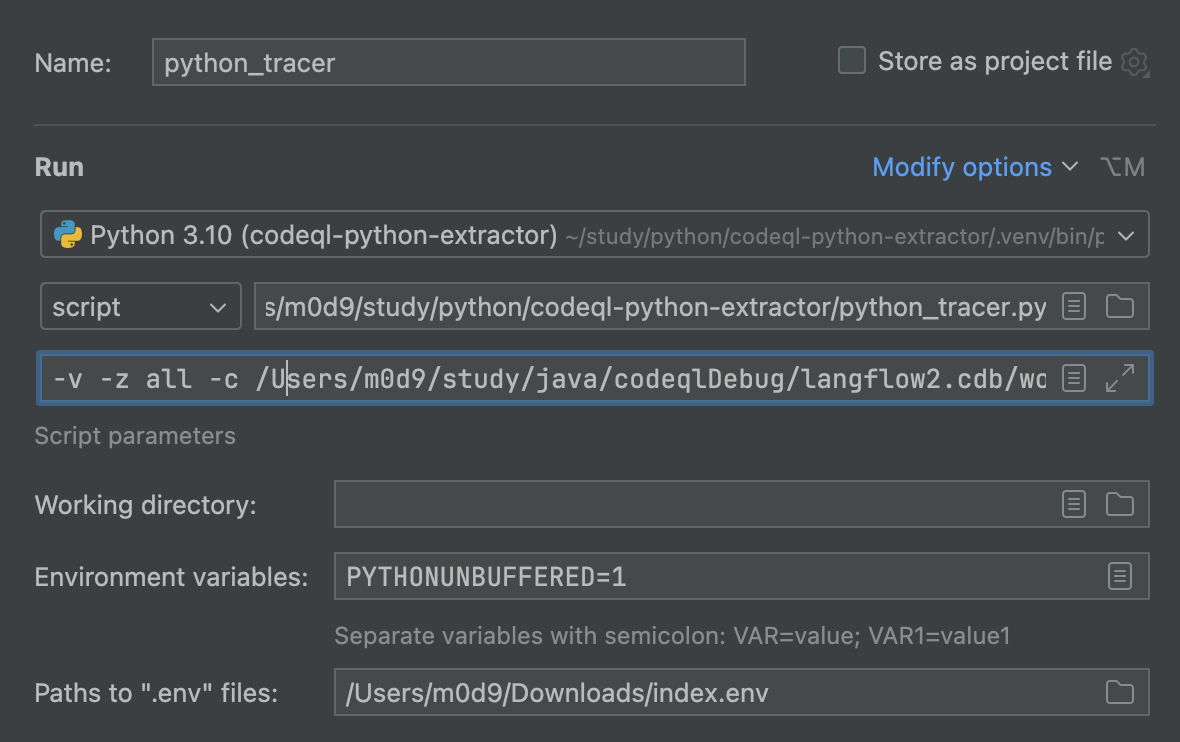 Name: python_tracer Store as project file
Run Modify options ⌥M
Python 3.10 (codeql-python-extractor) ~/study/python/codeql-python-extractor/.venv/bin/p
script s/m0d9/study/python/codeql-python-extractor/python_tracer.py
-v -z all -c /Users/m0d9/study/java/codeqlDebug/langflow2.cdb/wo
Script parameters
Working directory:
Environment variables: PYTHONUNBUFFERED=1
Separate variables with semicolon: VAR=value; VAR1=value1
Paths to ".env" files: /Users/m0d9/Downloads/index.env